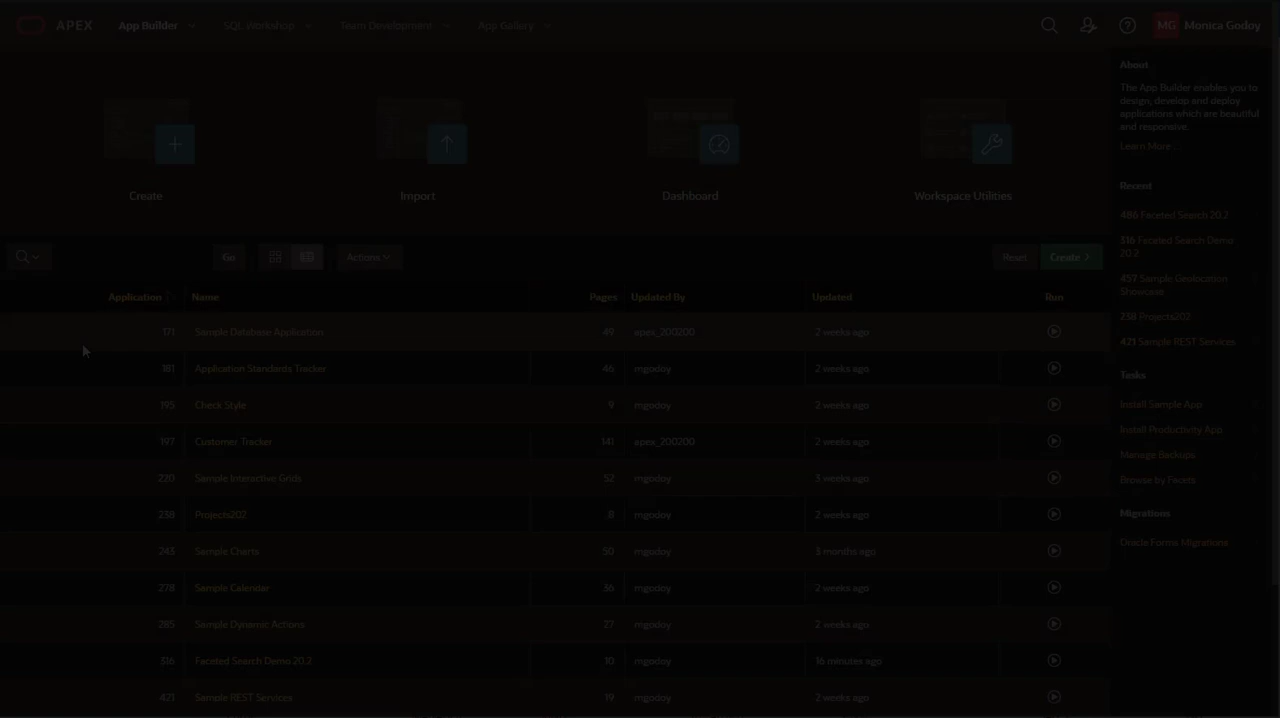 APEX App Builder SQL Workshop Team Development App Gallery MG Monica Godoy
About
The App Builder enables you to
design, develop and deploy
applications which are beautiful
and responsive.
Learn More
Create Import Dashboard Workspace Utilities
Recent
486 Faceted Search 20.2
316 Faceted Search Demo
20.2
457 Sample Geolocation
Showcase
238 Projects202
421 Sample REST Services
Tasks
Install Sample App
Install Productivity App
Manage Backups
Browse by Facets
Migrations
Oracle Forms Migrations
Go Actions Reset Create
Application Name Pages Updated By Updated Run
171 Sample Database Application 49 apex_200200 2 weeks ago
181 Application Standards Tracker 46 mgodoy 2 weeks ago
195 Check Style 9 mgodoy 2 weeks ago
197 Customer Tracker 141 apex_200200 2 weeks ago
220 Sample Interactive Grids 52 mgodoy 3 weeks ago
238 Projects202 8 mgodoy 2 weeks ago
243 Sample Charts 50 mgodoy 3 months ago
278 Sample Calendar 36 mgodoy 2 weeks ago
285 Sample Dynamic Actions 27 mgodoy 2 weeks ago
316 Faceted Search Demo 20.2 10 mgodoy 16 minutes ago
421 Sample REST Services 19 mgodoy 2 weeks ago